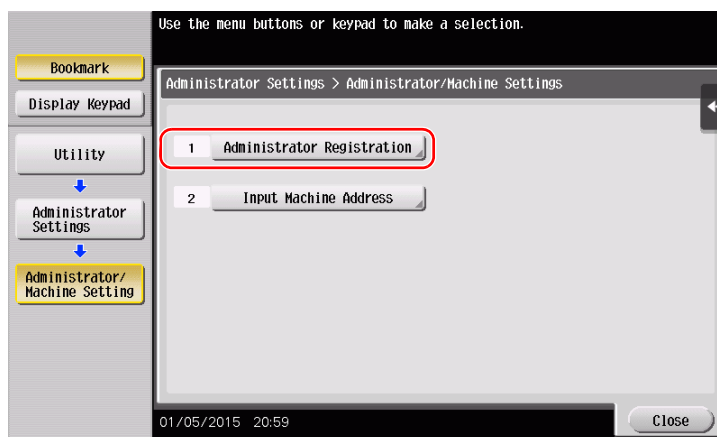 Use the menu buttons or keypad to make a selection.
Bookmark
Display Keypad
Utility
Administrator
Settings
Administrator/
Machine Setting
Administrator Settings > Administrator/Machine Settings
1 Administrator Registration
2 Input Machine Address
01/05/2015 20:59
Close